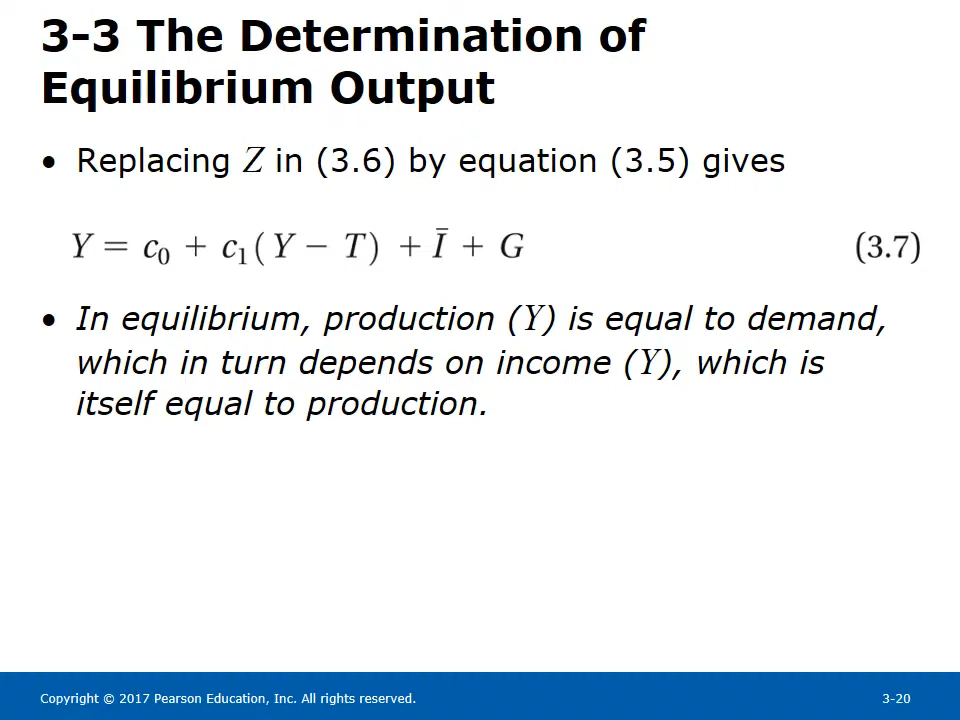 3-3 The Determination of
Equilibrium Output
• Replacing Z in (3.6) by equation (3.5) gives
Y = c₀ + c₁(Y − T) + Ī + G (3.7)
• In equilibrium, production (Y) is equal to demand,
which in turn depends on income (Y), which is
itself equal to production.
Copyright © 2017 Pearson Education, Inc. All rights reserved. 3-20